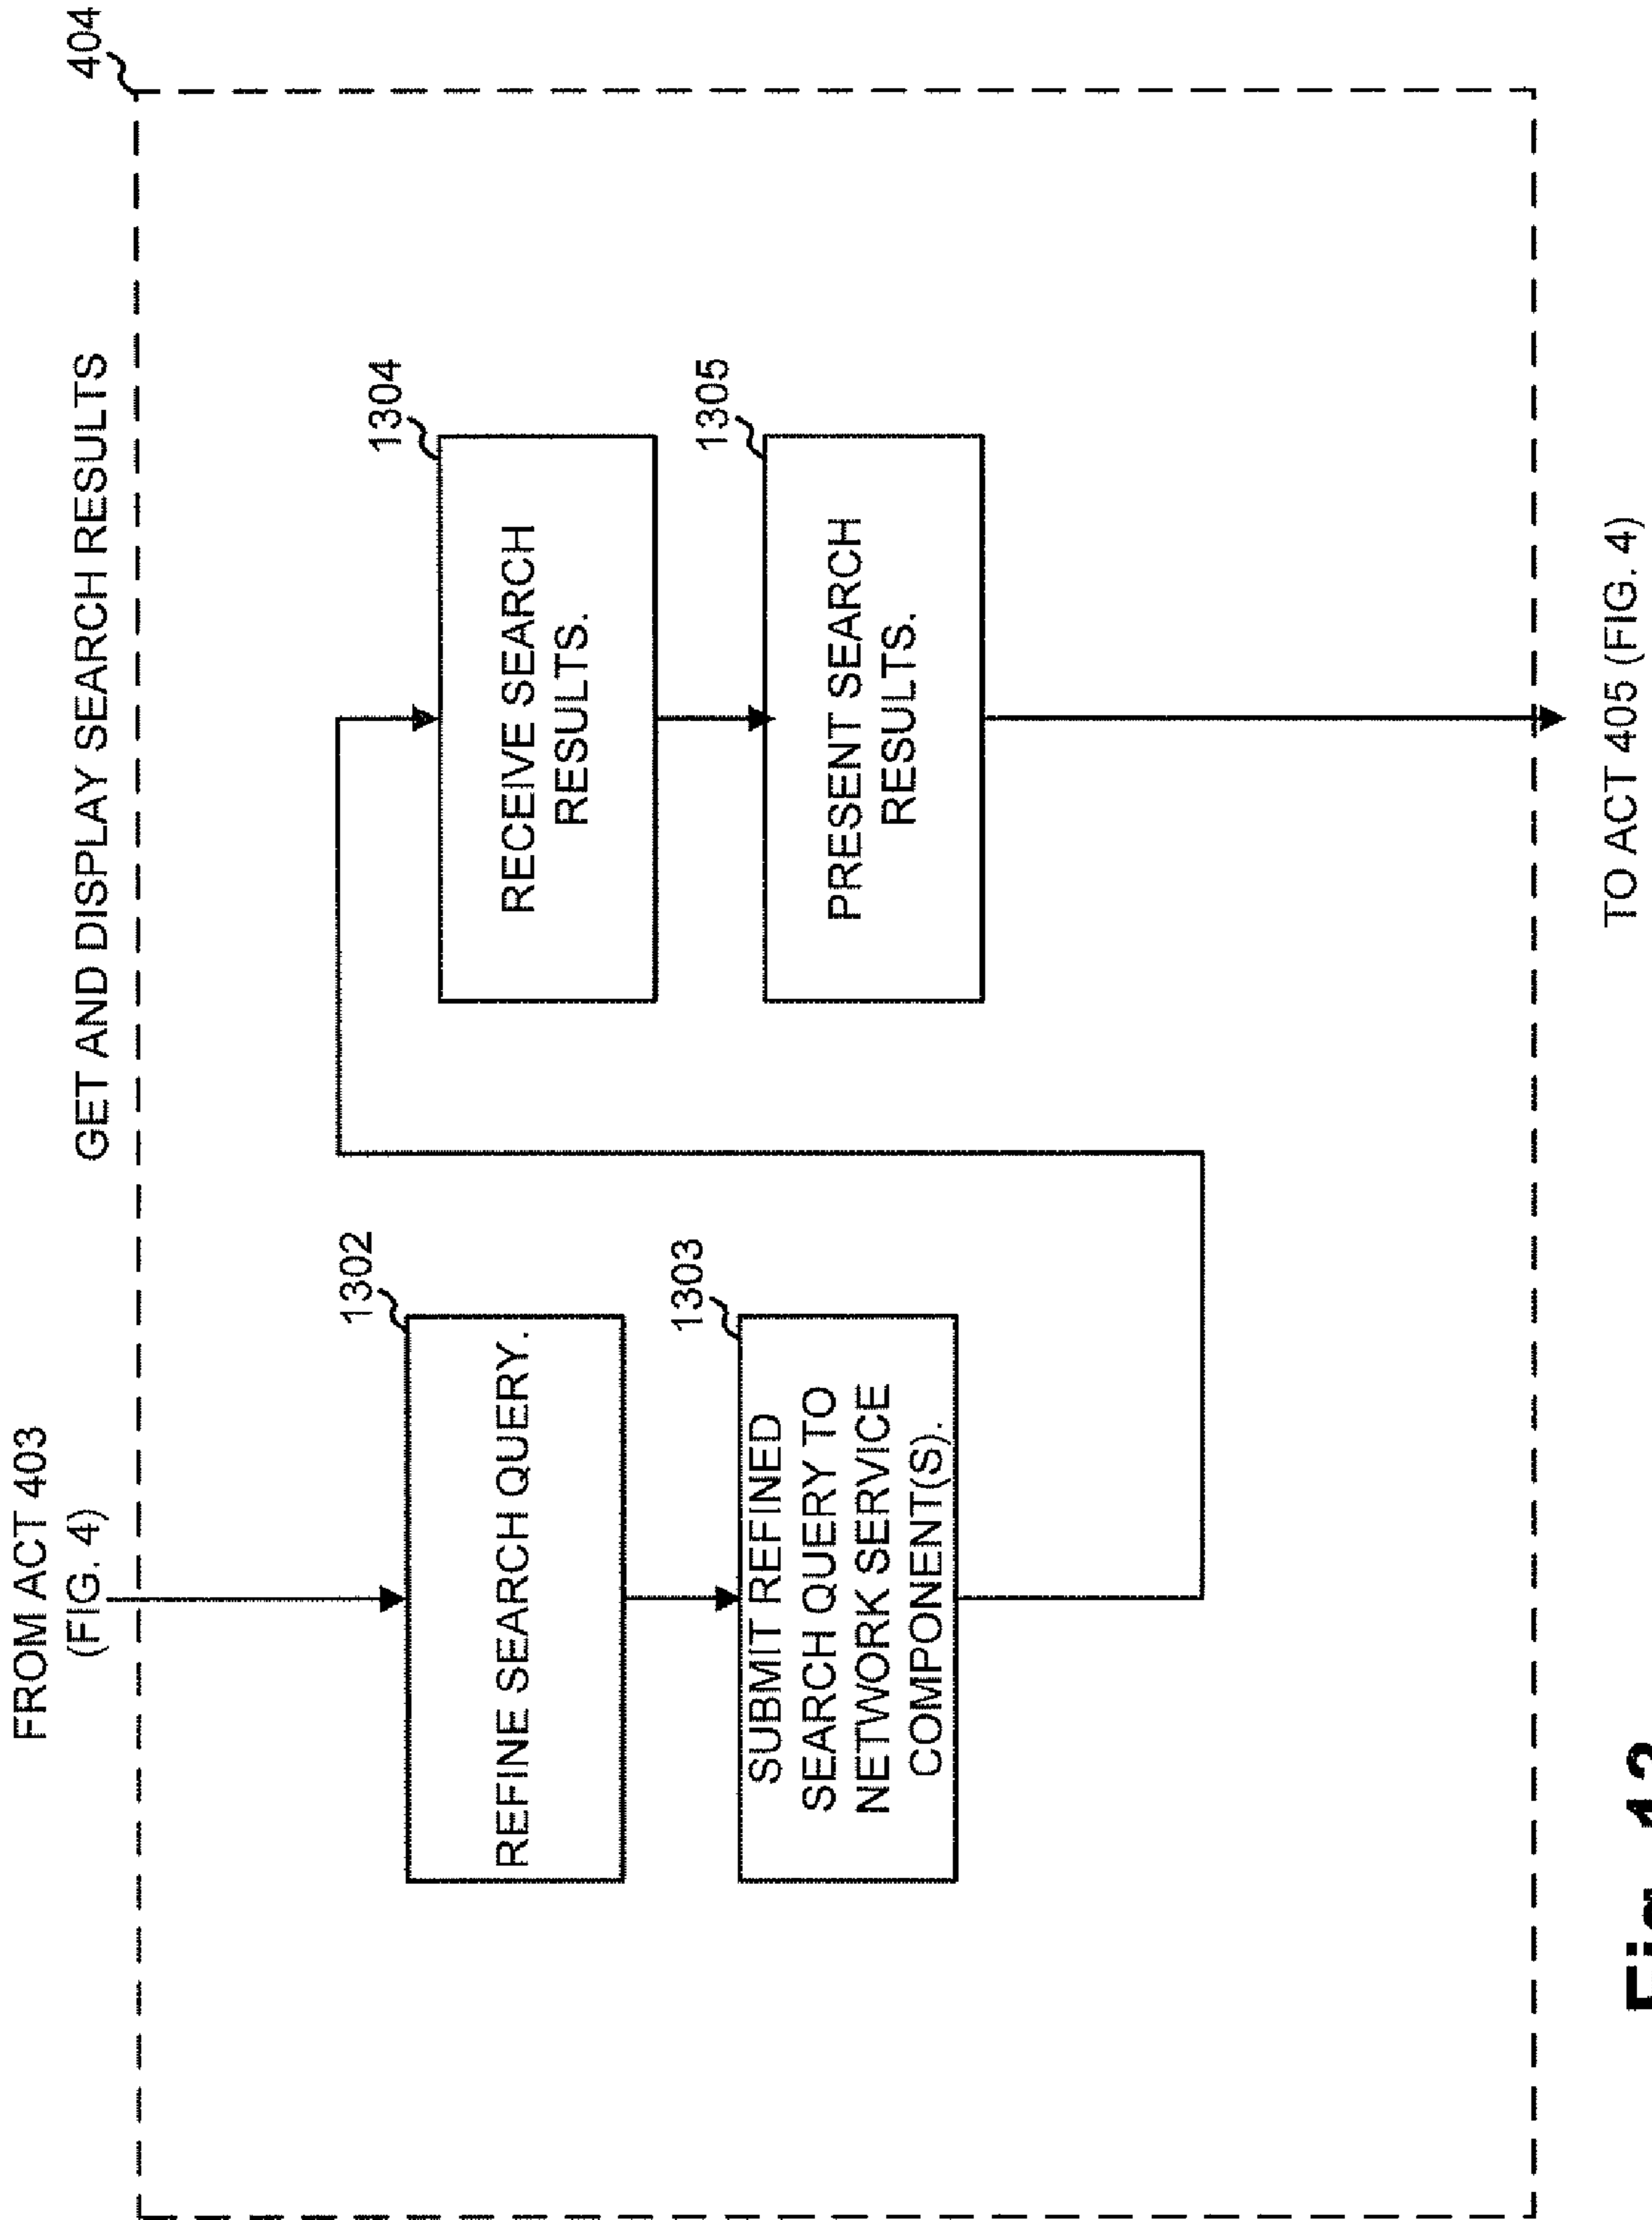 FROM ACT 403
(FIG. 4)
GET AND DISPLAY SEARCH RESULTS
404
1302
REFINE SEARCH QUERY.
1303
SUBMIT REFINED
SEARCH QUERY TO
NETWORK SERVICE
COMPONENT(S).
1304
RECEIVE SEARCH
RESULTS.
1305
PRESENT SEARCH
RESULTS.
TO ACT 405 (FIG. 4)
Fig